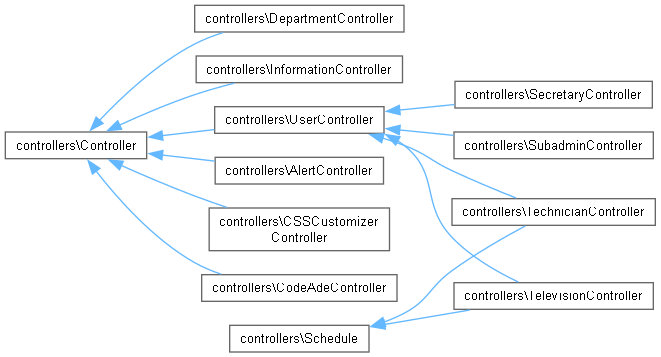 controllers\DepartmentController
controllers\InformationController
controllers\SecretaryController
controllers\UserController
controllers\Controller
controllers\SubadminController
controllers\AlertController
controllers\TechnicianController
controllers\CSSCustomizer
Controller
controllers\CodeAdeController
controllers\TelevisionController
controllers\Schedule